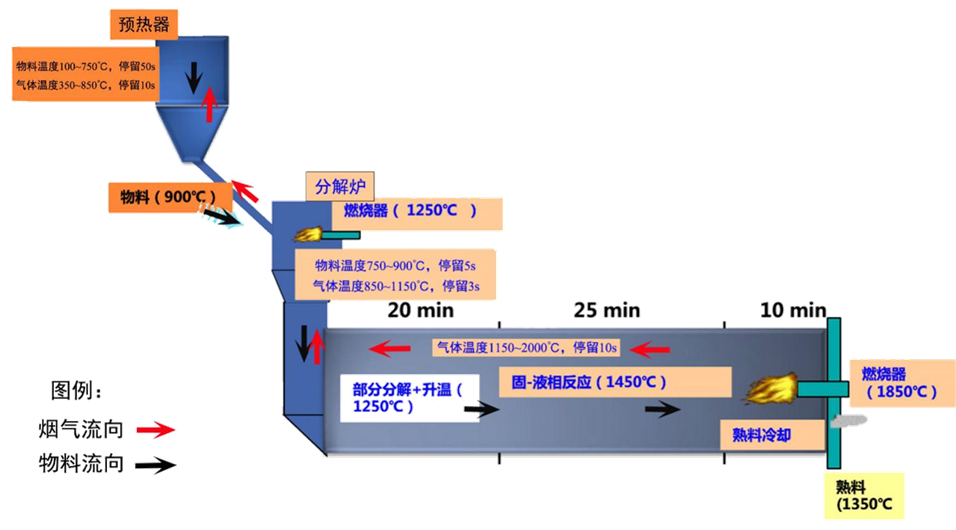 预热器
物料温度100~750℃，停留50s
气体温度350~850℃，停留10s
物料（900℃）
分解炉
燃烧器（ 1250℃ ）
物料温度750~900℃，停留5s
气体温度850~1150℃，停留3s
20 min
25 min
10 min
气体温度1150~2000℃，停留10s
部分分解+升温（
1250℃）
固-液相反应（1450℃）
燃烧器
（1850℃）
熟料冷却
熟料
(1350℃
图例：
烟气流向
物料流向